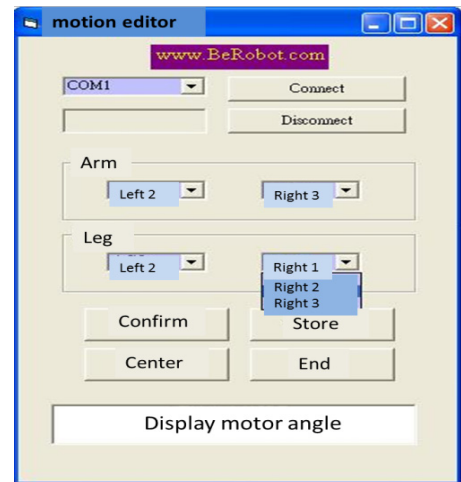 motion editor
www.BeRobot.com
COM1
Connect
Disconnect
Arm
Left 2
Right 3
Leg
Left 2
Right 1
Right 2
Right 3
Confirm
Store
Center
End
Display motor angle